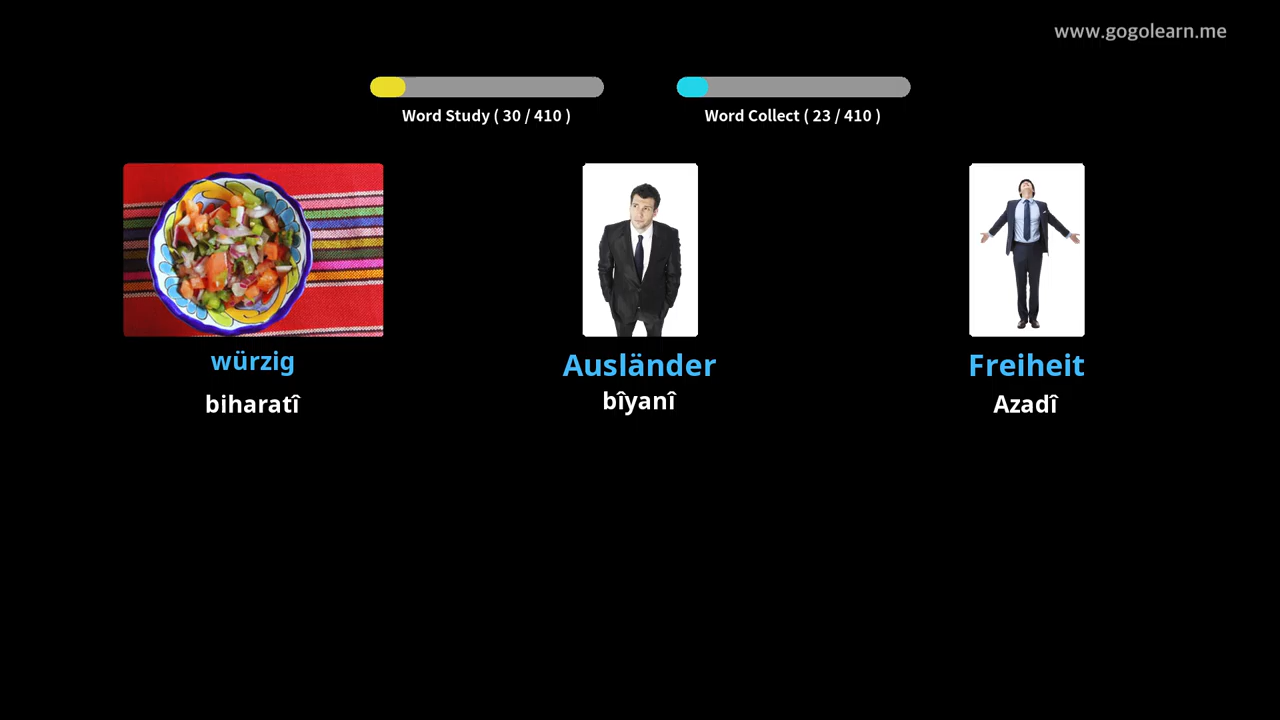 www.gogolearn.me
Word Study ( 30 / 410 )
Word Collect ( 23 / 410 )
würzig
biharatî
Ausländer
bîyanî
Freiheit
Azadî